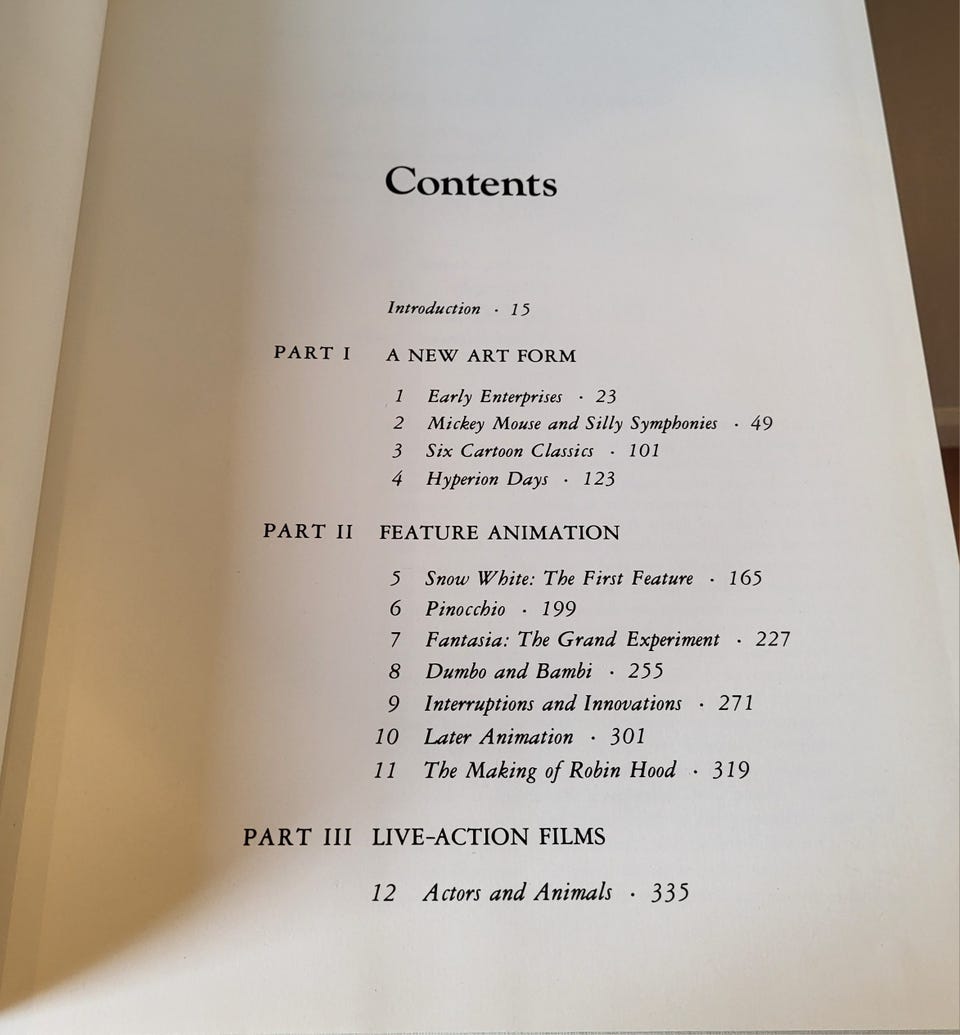 Contents
Introduction · 15
PART I A NEW ART FORM
1 Early Enterprises · 23
2 Mickey Mouse and Silly Symphonies · 49
3 Six Cartoon Classics · 101
4 Hyperion Days · 123
PART II FEATURE ANIMATION
5 Snow White: The First Feature · 165
6 Pinocchio · 199
7 Fantasia: The Grand Experiment · 227
8 Dumbo and Bambi · 255
9 Interruptions and Innovations · 271
10 Later Animation · 301
11 The Making of Robin Hood · 319
PART III LIVE-ACTION FILMS
12 Actors and Animals · 335